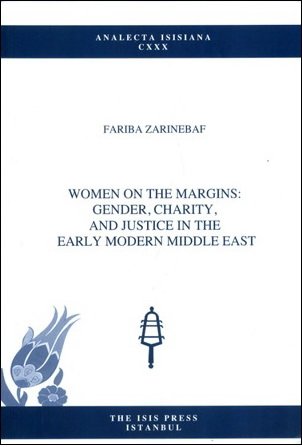 ANALECTA ISISIANA
CXXX
FARIBA ZARINEBAF
WOMEN ON THE MARGINS:
GENDER, CHARITY,
AND JUSTICE IN THE
EARLY MODERN MIDDLE EAST
THE ISIS PRESS
ISTANBUL